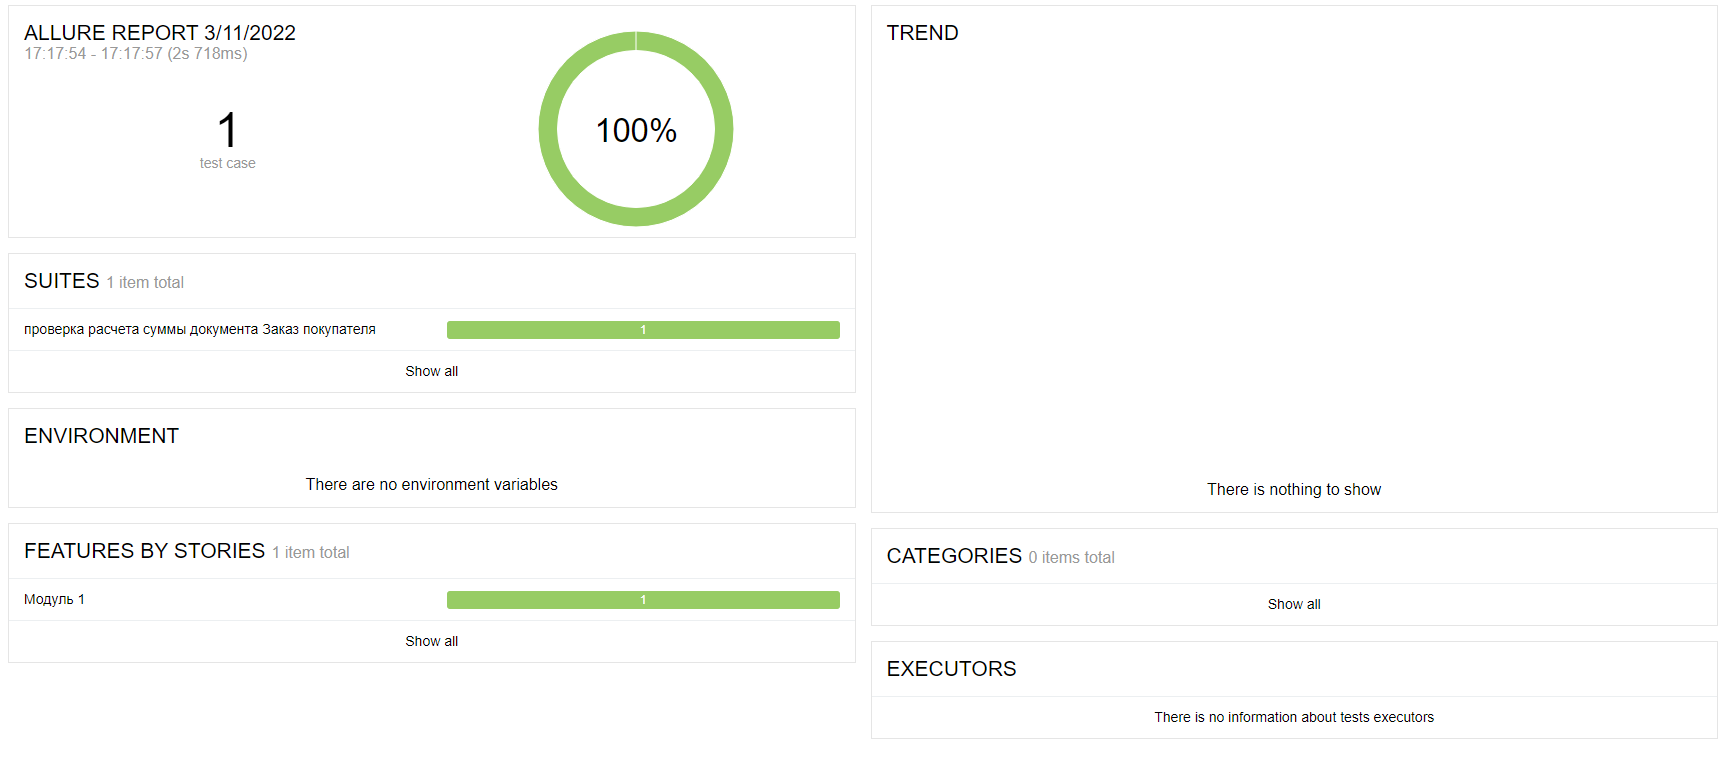 ALLURE REPORT 3/11/2022
17:17:54 - 17:17:57 (2s 718ms)
1
test case
100%
SUITES 1 item total
проверка расчета суммы документа Заказ покупателя 1
Show all
ENVIRONMENT
There are no environment variables
FEATURES BY STORIES 1 item total
Модуль 1 1
Show all
TREND
There is nothing to show
CATEGORIES 0 items total
Show all
EXECUTORS
There is no information about tests executors